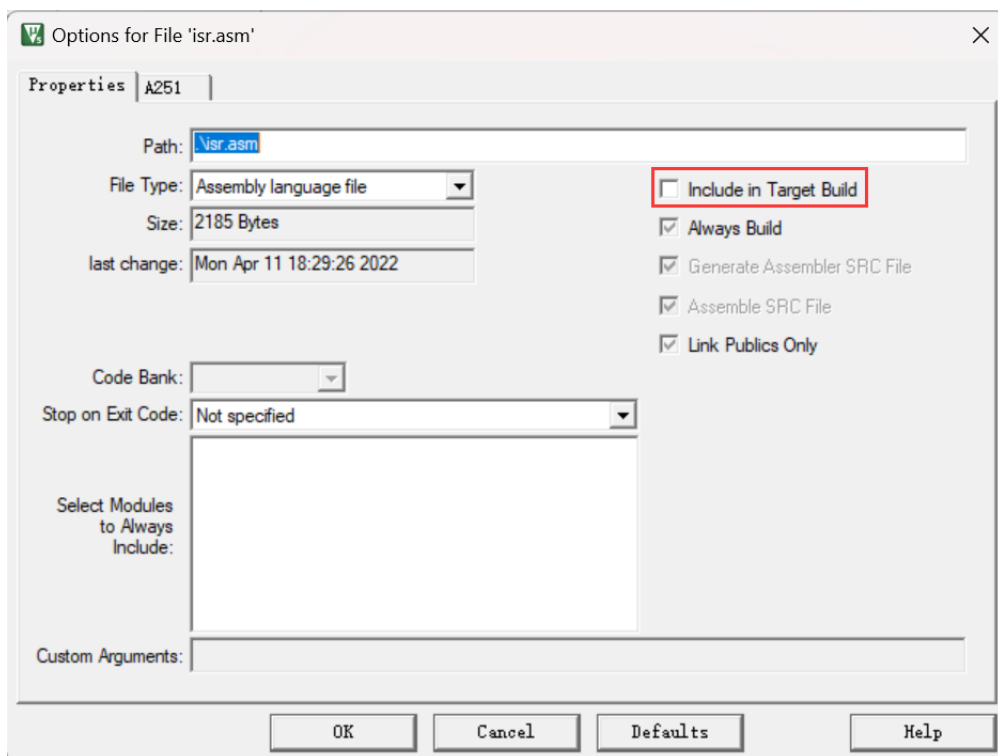 Options for File 'isr.asm'
Properties A251
Path: .\isr.asm
File Type: Assembly language file
Include in Target Build
Size: 2185 Bytes
Always Build
last change: Mon Apr 11 18:29:26 2022
Generate Assembler SRC File
Assemble SRC File
Link Publics Only
Code Bank:
Stop on Exit Code: Not specified
Select Modules
to Always
Include:
Custom Arguments:
OK Cancel Defaults Help